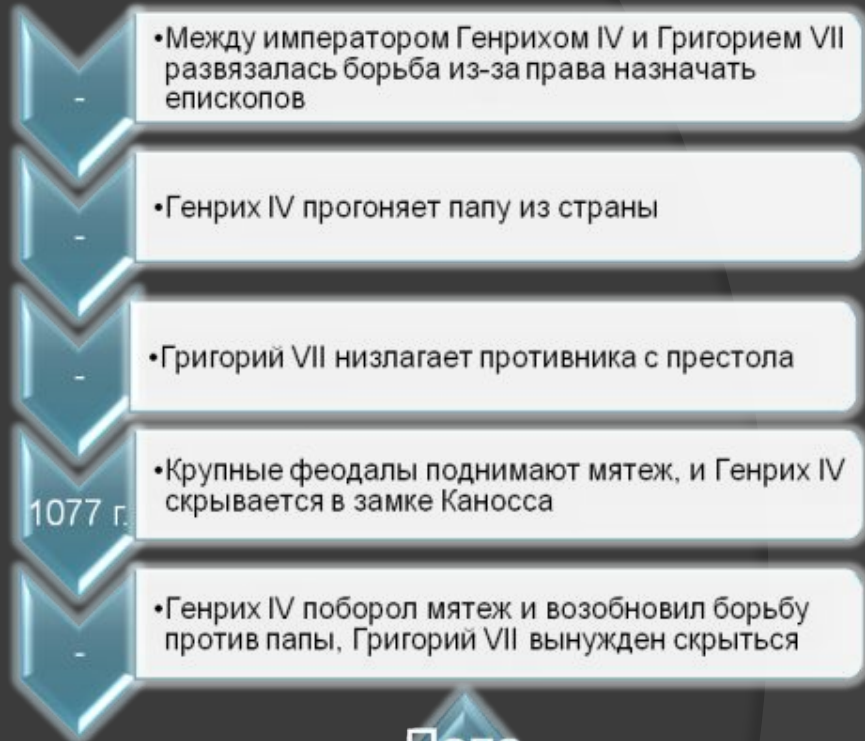 -
•Между императором Генрихом IV и Григорием VII
развязалась борьба из-за права назначать
епископов
-
•Генрих IV прогоняет папу из страны
-
•Григорий VII низлагает противника с престола
1077 г.
•Крупные феодалы поднимают мятеж, и Генрих IV
скрывается в замке Каносса
-
•Генрих IV поборол мятеж и возобновил борьбу
против папы, Григорий VII вынужден скрыться